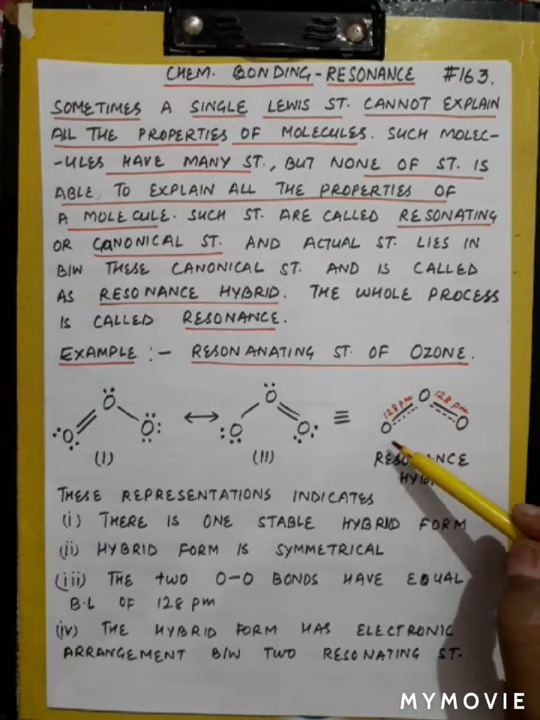 CHEM. BONDING-RESONANCE #163.
SOMETIMES A SINGLE LEWIS ST. CANNOT EXPLAIN
ALL THE PROPERTIES OF MOLECULES. SUCH MOLEC-
-ULES HAVE MANY ST., BUT NONE OF ST. IS
ABLE TO EXPLAIN ALL THE PROPERTIES OF
A MOLECULE. SUCH ST. ARE CALLED RESONATING
OR CANONICAL ST. AND ACTUAL ST. LIES IN
B/W THESE CANONICAL ST. AND IS CALLED
AS RESONANCE HYBRID. THE WHOLE PROCESS
IS CALLED RESONANCE.
EXAMPLE :- RESONANATING ST. OF OZONE.
O O O ↔ O O O ≡ O 128 pm O 128 pm O
(I) (II) RESONANCE
HYB
THESE REPRESENTATIONS INDICATES
(i) THERE IS ONE STABLE HYBRID FORM
(ii) HYBRID FORM IS SYMMETRICAL
(iii) THE TWO O-O BONDS HAVE EQUAL
B.L OF 128 pm
(iv) THE HYBRID FORM HAS ELECTRONIC
ARRANGEMENT B/W TWO RESONATING ST.
MYMOVIE